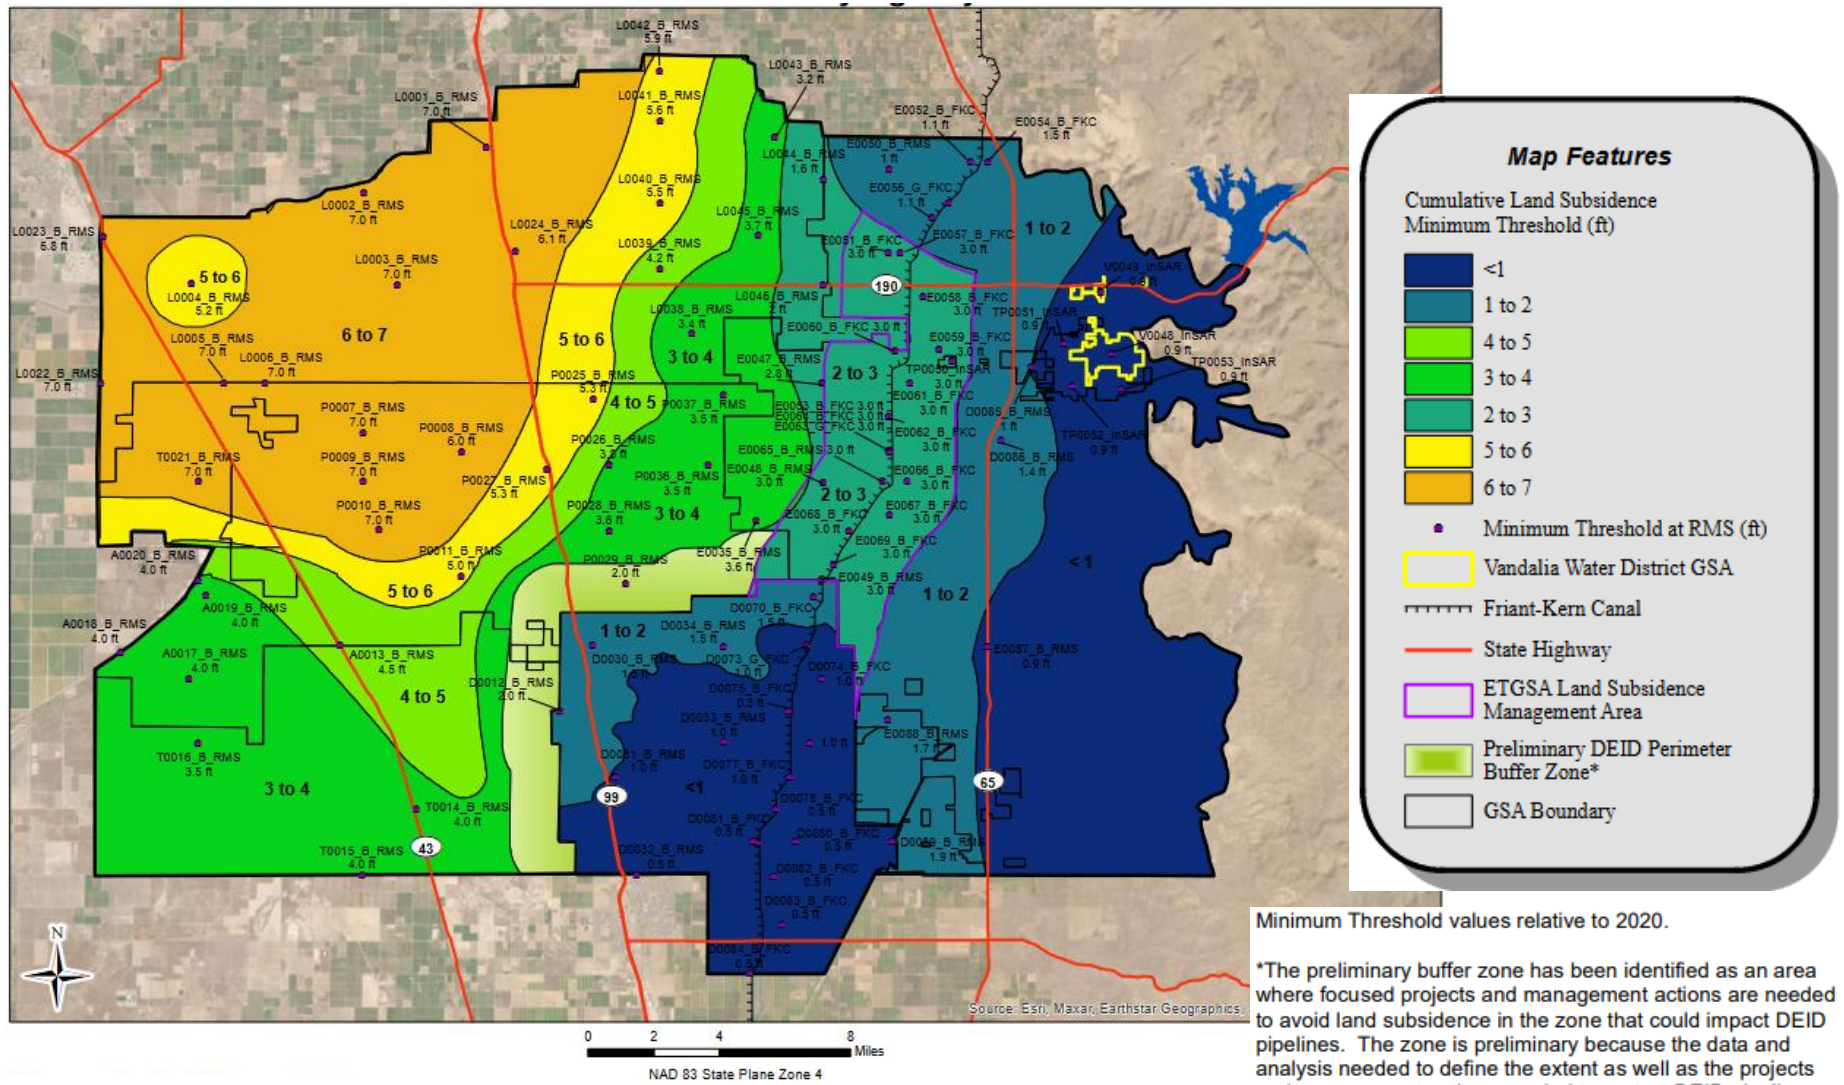 L0042_B_RMS
5.9 ft
L0043_B_RMS
3.2 ft
L0041_B_RMS
5.6 ft
L0001_B_RMS
7.0 ft
E0052_B_FKC
1.1 ft
E0054_B_FKC
1.5 ft
L0044_B_RMS
1.6 ft
E0050_B_RMS
1 ft
L0040_B_RMS
5.5 ft
E0056_G_FKC
1.1 ft
L0002_B_RMS
7.0 ft
L0045_B_RMS
3.7 ft
L0023_B_RMS
6.8 ft
L0024_B_RMS
6.1 ft
E0051_B_FKC
3.0 ft
E0057_B_FKC
3.0 ft
1 to 2
L0039_B_RMS
4.2 ft
L0003_B_RMS
7.0 ft
5 to 6
L0004_B_RMS
5.2 ft
V0049_InSAR
0.9 ft
190
L0046_B_RMS
2 ft
E0058_B_FKC
3.0 ft
L0038_B_RMS
3.4 ft
TP0051_InSAR
0.9 ft
6 to 7
5 to 6
E0060_B_FKC 3.0 ft
E0059_B_FKC
3.0 ft
V0048_InSAR
0.9 ft
L0005_B_RMS
7.0 ft
L0006_B_RMS
7.0 ft
3 to 4
E0047_B_RMS
2.8 ft
2 to 3
TP0050_InSAR
3.0 ft
TP0053_InSAR
0.9 ft
L0022_B_RMS
7.0 ft
P0025_B_RMS
5.3 ft
4 to 5
P0037_B_RMS
3.5 ft
E0053_B_FKC 3.0 ft
E0064_B_FKC 3.0 ft
E0063_G_FKC 3.0 ft
E0061_B_FKC
3.0 ft
D0085_B_RMS
1 ft
P0007_B_RMS
7.0 ft
P0008_B_RMS
6.0 ft
P0026_B_RMS
E0062_B_FKC
3.0 ft
TP0052_InSAR
0.9 ft
E0065_B_RMS 3.0 ft
T0021_B_RMS
7.0 ft
P0009_B_RMS
7.0 ft
P0027_B_RMS
5.3 ft
P0036_B_RMS
3.5 ft
E0048_B_RMS
3.0 ft
E0066_B_FKC
3.0 ft
D0086_B_RMS
1.4 ft
2 to 3
P0010_B_RMS
7.0 ft
P0028_B_RMS
3.6 ft
3 to 4
E0068_B_FKC
3.0 ft
E0067_B_FKC
3.0 ft
A0020_B_RMS
4.0 ft
P0011_B_RMS
5.0 ft
P0029_B_RMS
2.0 ft
E0035_B_RMS
3.6 ft
E0069_B_FKC
3.0 ft
<1
5 to 6
E0049_B_RMS
3.0 ft
1 to 2
A0019_B_RMS
4.0 ft
D0070_B_FKC
1.5 ft
A0018_B_RMS
4.0 ft
1 to 2
D0034_B_RMS
1.5 ft
A0017_B_RMS
4.0 ft
A0013_B_RMS
4.5 ft
D0030_B_RMS
D0073_G_FKC
1.0 ft
D0074_B_FKC
1.0 ft
E0087_B_RMS
0.9 ft
4 to 5
D0012_B_RMS
2.0 ft
D0075_B_FKC
0.5 ft
D0033_B_RMS
1.0 ft
1.0 ft
E0088_B_RMS
1.7 ft
T0016_B_RMS
3.5 ft
D0031_B_RMS
1.0 ft
D0077_B_FKC
1.0 ft
3 to 4
99
<1
65
T0014_B_RMS
4.0 ft
D0078_B_FKC
0.5 ft
D0081_B_FKC
0.5 ft
D0080_B_FKC
0.5 ft
D0059_B_RMS
1.9 ft
43
T0015_B_RMS
4.0 ft
D0032_B_RMS
0.5 ft
D0082_B_FKC
0.5 ft
D0083_B_FKC
0.5 ft
D0084_B_FKC
0.5 ft
N
Source: Esri, Maxar, Earthstar Geographics,
0 2 4 8
Miles
NAD 83 State Plane Zone 4
Map Features
Cumulative Land Subsidence
Minimum Threshold (ft)
<1
1 to 2
4 to 5
3 to 4
2 to 3
5 to 6
6 to 7
Minimum Threshold at RMS (ft)
Vandalia Water District GSA
Friant-Kern Canal
State Highway
ETGSA Land Subsidence
Management Area
Preliminary DEID Perimeter
Buffer Zone*
GSA Boundary
Minimum Threshold values relative to 2020.
*The preliminary buffer zone has been identified as an area
where focused projects and management actions are needed
to avoid land subsidence in the zone that could impact DEID
pipelines. The zone is preliminary because the data and
analysis needed to define the extent as well as the projects